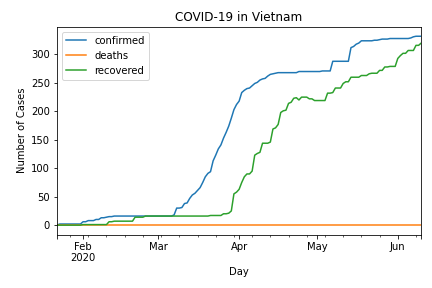 COVID-19 in Vietnam
confirmed
deaths
recovered
Number of Cases
300
250
200
150
100
50
0
Feb
2020
Mar
Apr
May
Jun
Day